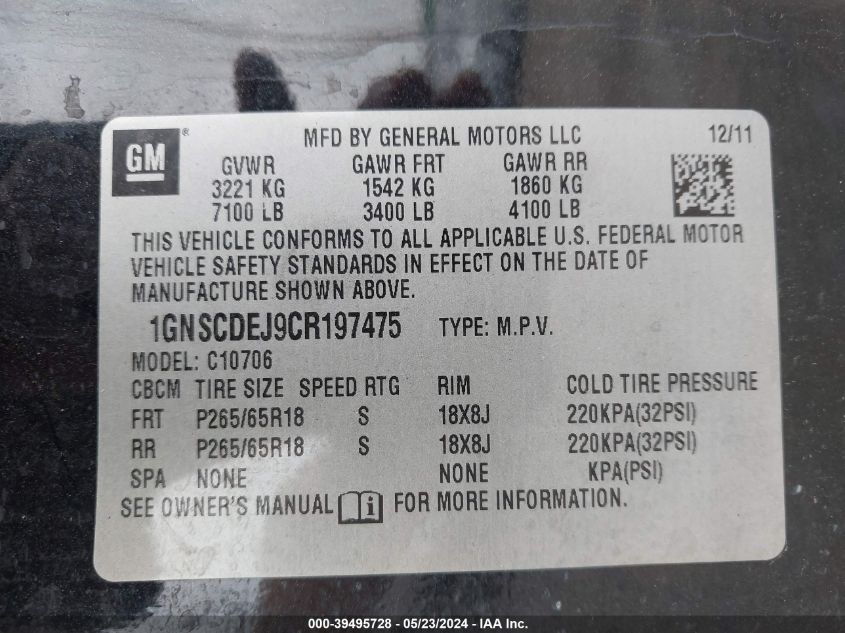 GM®
MFD BY GENERAL MOTORS LLC 12/11
GVWR GAWR FRT GAWR RR
3221 KG 1542 KG 1860 KG
7100 LB 3400 LB 4100 LB
THIS VEHICLE CONFORMS TO ALL APPLICABLE U.S. FEDERAL MOTOR
VEHICLE SAFETY STANDARDS IN EFFECT ON THE DATE OF
MANUFACTURE SHOWN ABOVE.
1GNSCDEJ9CR197475 TYPE: M.P.V.
MODEL: C10706
CBCM TIRE SIZE SPEED RTG RIM COLD TIRE PRESSURE
FRT P265/65R18 S 18X8J 220KPA(32PSI)
RR P265/65R18 S 18X8J 220KPA(32PSI)
SPA NONE NONE KPA(PSI)
SEE OWNER'S MANUAL i FOR MORE INFORMATION.
000-39495728 - 05/23/2024 - IAA Inc.